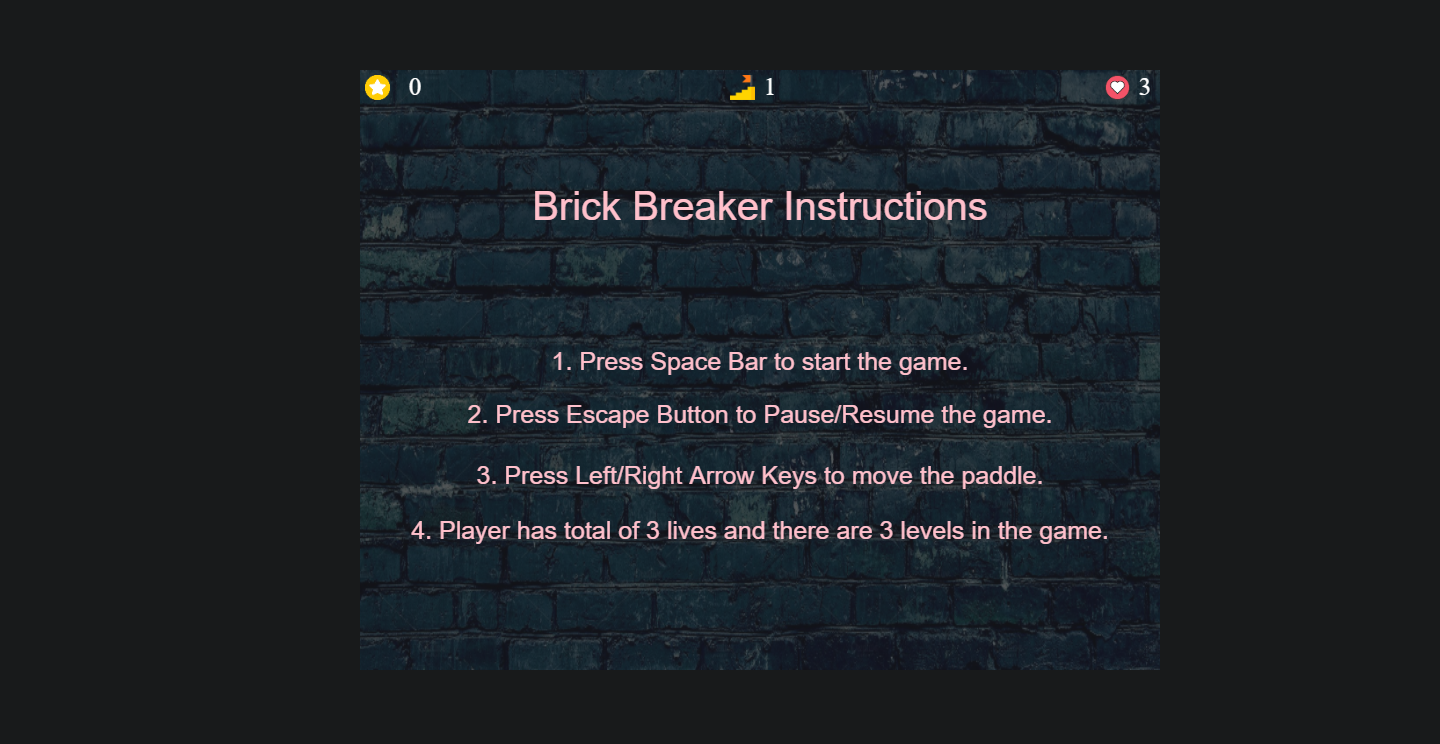 0 1 3
Brick Breaker Instructions
1. Press Space Bar to start the game.
2. Press Escape Button to Pause/Resume the game.
3. Press Left/Right Arrow Keys to move the paddle.
4. Player has total of 3 lives and there are 3 levels in the game.